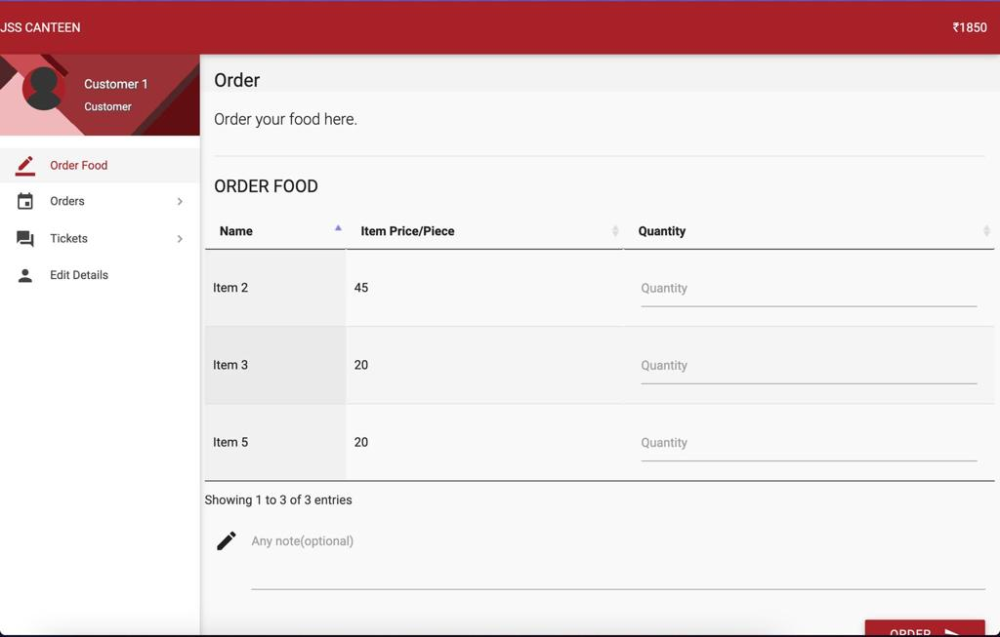 JSS CANTEEN
₹1850
Customer 1
Customer
Order Food
Orders
Tickets
Edit Details
Order
Order your food here.
ORDER FOOD
Name Item Price/Piece Quantity
Item 2 45 Quantity
Item 3 20 Quantity
Item 5 20 Quantity
Showing 1 to 3 of 3 entries
Any note(optional)
ORDER